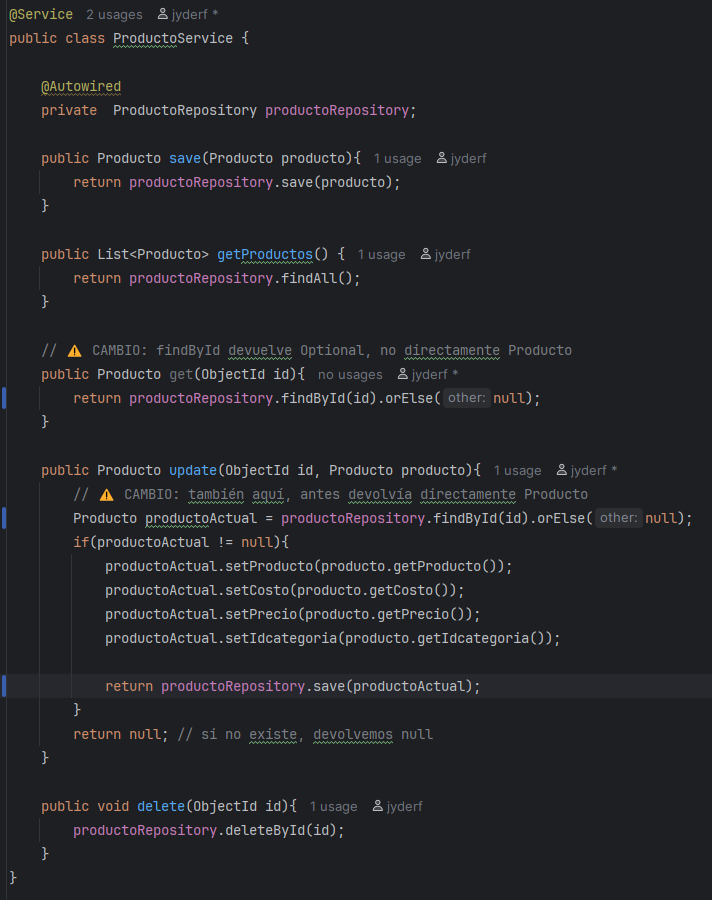 @Service 2 usages jyderf *
public class ProductoService {
@Autowired
private ProductoRepository productoRepository;
public Producto save(Producto producto){ 1 usage jyderf
return productoRepository.save(producto);
}
public List<Producto> getProductos() { 1 usage jyderf
return productoRepository.findAll();
}
// ⚠️ CAMBIO: findById devuelve Optional, no directamente Producto
public Producto get(ObjectId id){ no usages jyderf *
return productoRepository.findById(id).orElse( other: null);
}
public Producto update(ObjectId id, Producto producto){ 1 usage jyderf *
// ⚠️ CAMBIO: también aquí, antes devolvía directamente Producto
Producto productoActual = productoRepository.findById(id).orElse( other: null);
if(productoActual != null){
productoActual.setProducto(producto.getProducto());
productoActual.setCosto(producto.getCosto());
productoActual.setPrecio(producto.getPrecio());
productoActual.setIdcategoria(producto.getIdcategoria());
return productoRepository.save(productoActual);
}
return null; // si no existe, devolvemos null
}
public void delete(ObjectId id){ 1 usage jyderf
productoRepository.deleteById(id);
}
}